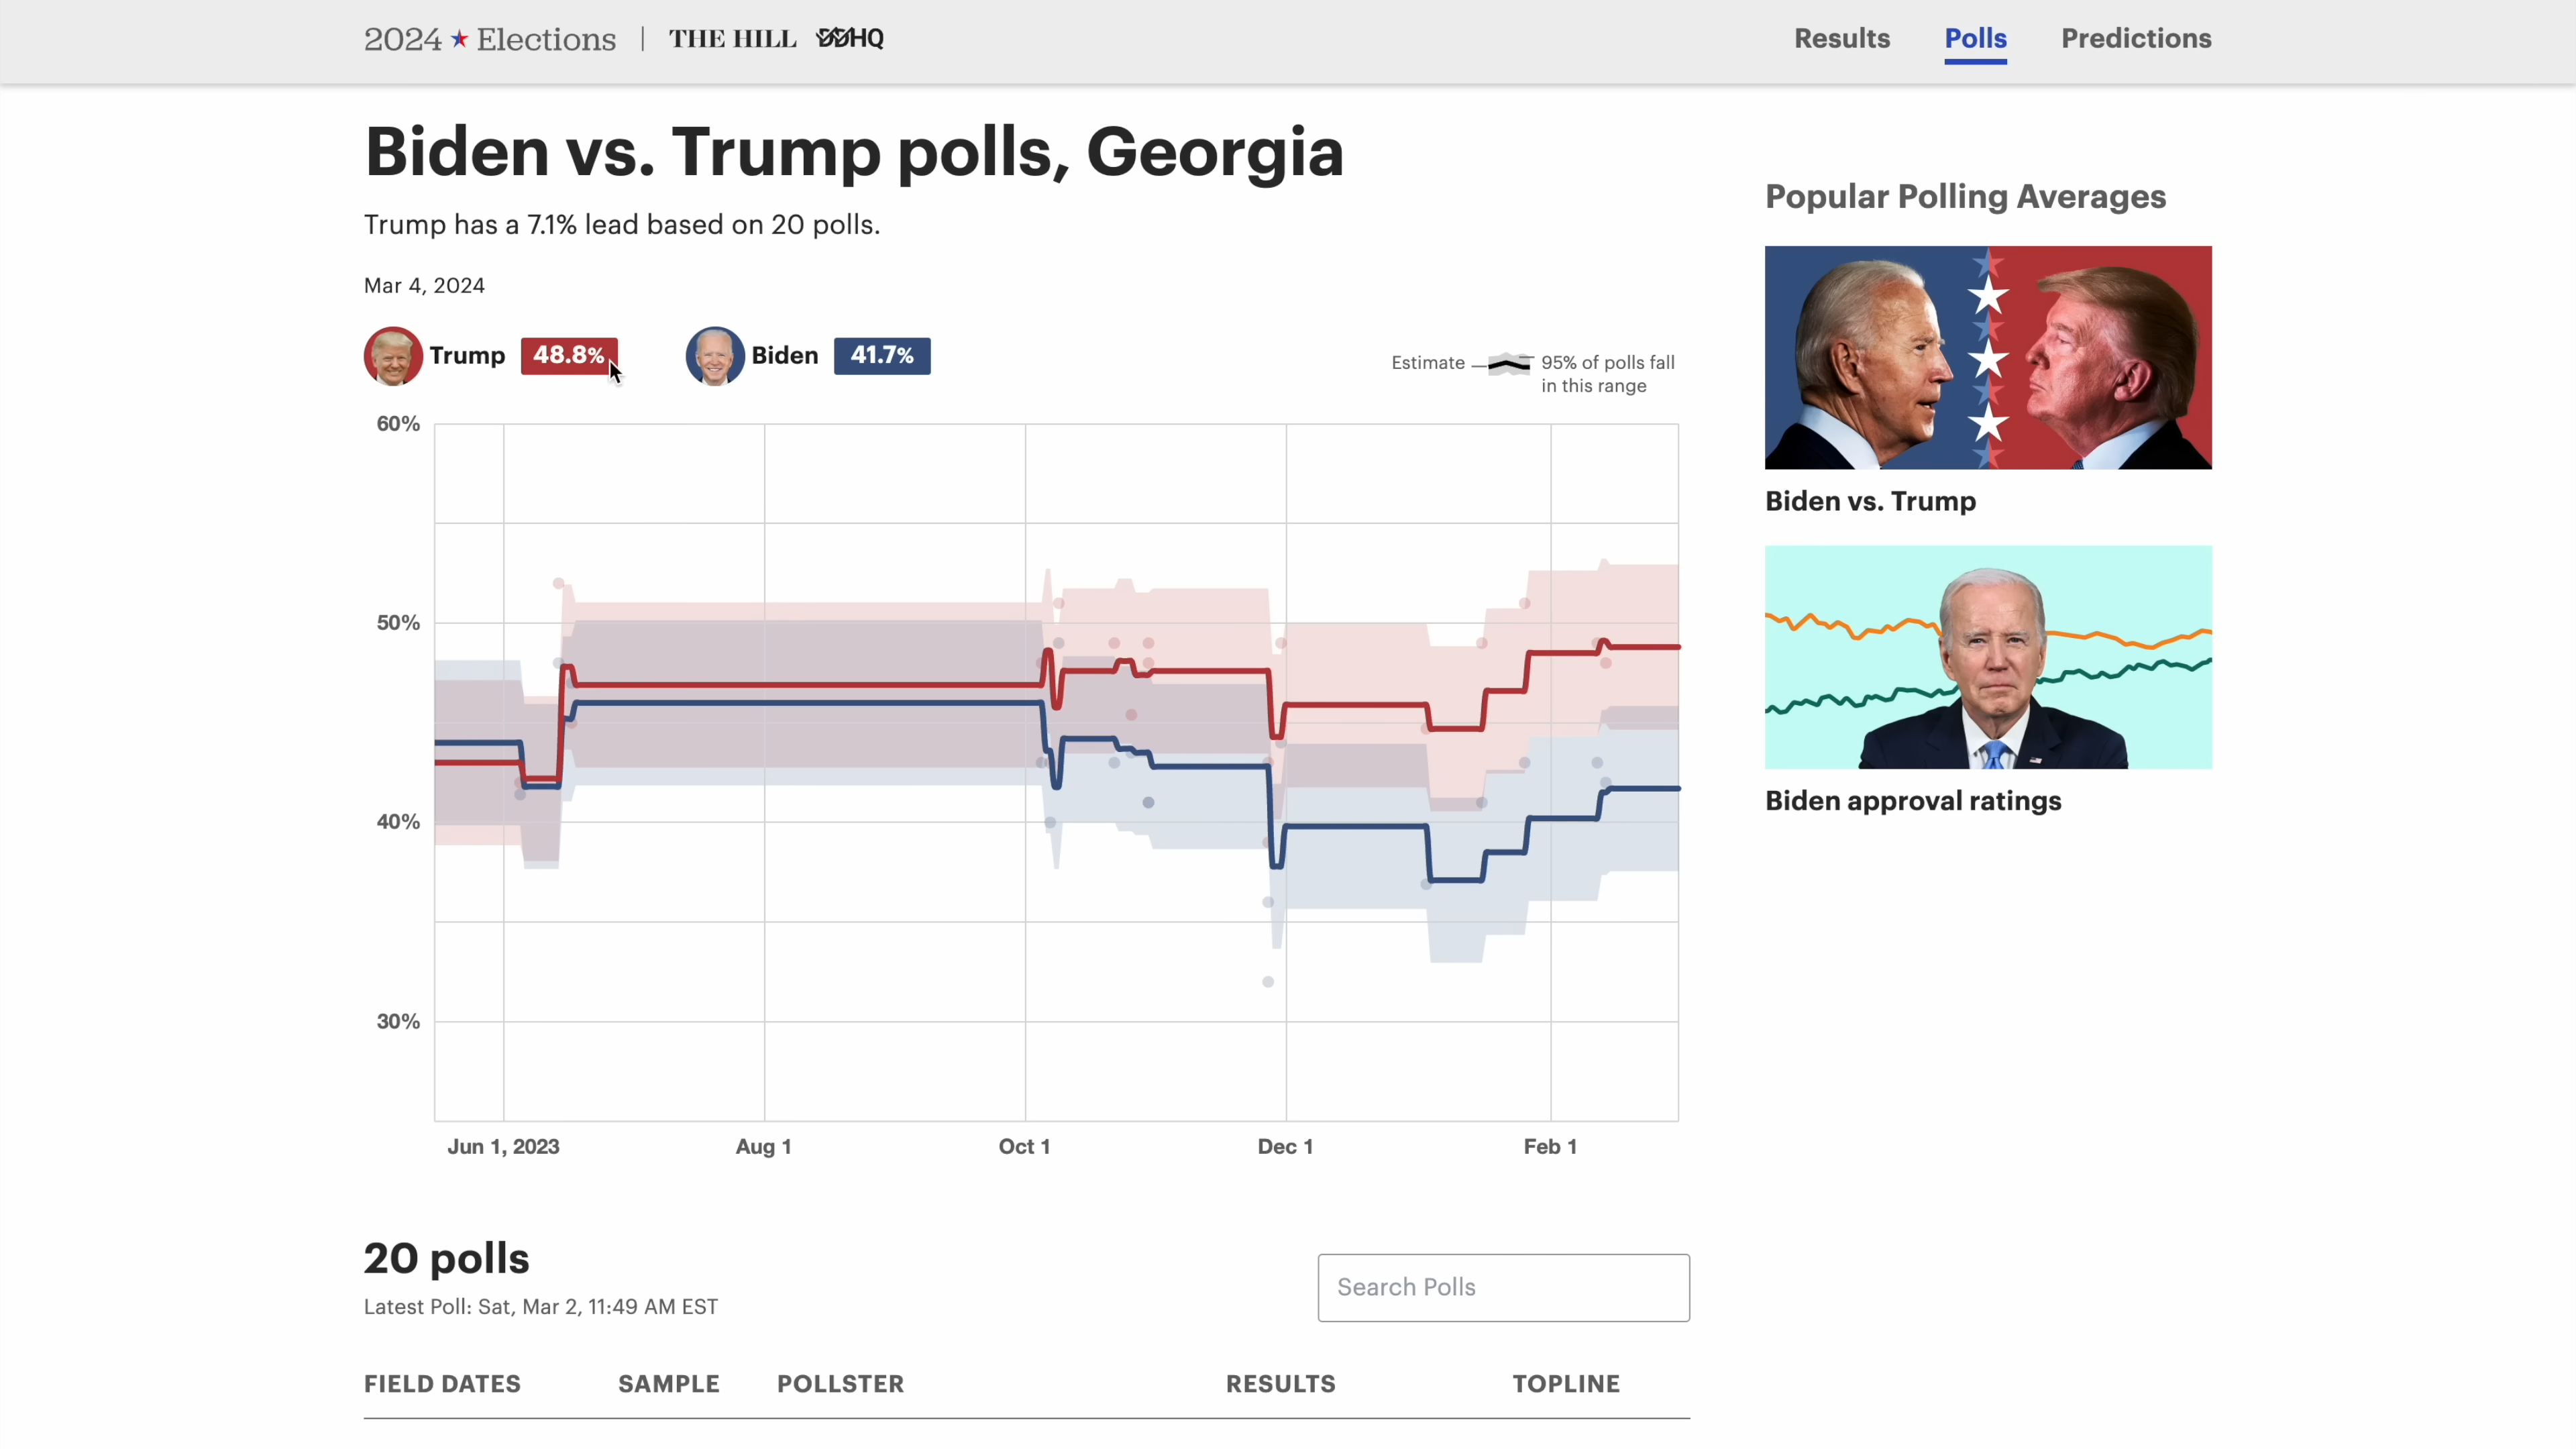 2024 ★ Elections | THE HILL DDHQ
Results Polls Predictions
Biden vs. Trump polls, Georgia
Trump has a 7.1% lead based on 20 polls.
Mar 4, 2024
Trump 48.8% Biden 41.7%
Estimate 95% of polls fall
in this range
60%
50%
40%
30%
Jun 1, 2023 Aug 1 Oct 1 Dec 1 Feb 1
Popular Polling Averages
Biden vs. Trump
Biden approval ratings
20 polls
Latest Poll: Sat, Mar 2, 11:49 AM EST
Search Polls
FIELD DATES SAMPLE POLLSTER RESULTS TOPLINE